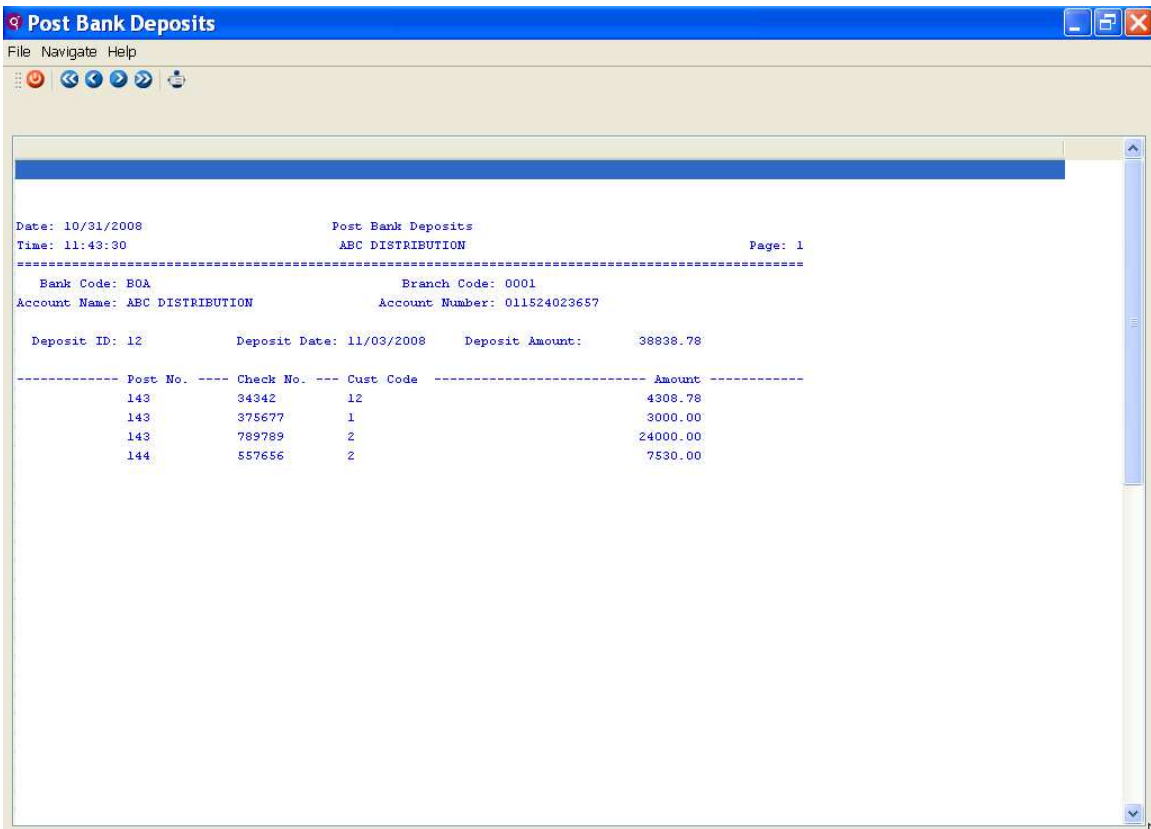 Post Bank Deposits
File Navigate Help
Date: 10/31/2008 Post Bank Deposits
Time: 11:43:30 ABC DISTRIBUTION Page: 1
=====================================================================================================
Bank Code: BOA Branch Code: 0001
Account Name: ABC DISTRIBUTION Account Number: 011524023657
Deposit ID: 12 Deposit Date: 11/03/2008 Deposit Amount: 38838.78
------------- Post No. ---- Check No. --- Cust Code --------------------------- Amount ------------
143 34342 12 4308.78
143 375677 1 3000.00
143 789789 2 24000.00
144 557656 2 7530.00